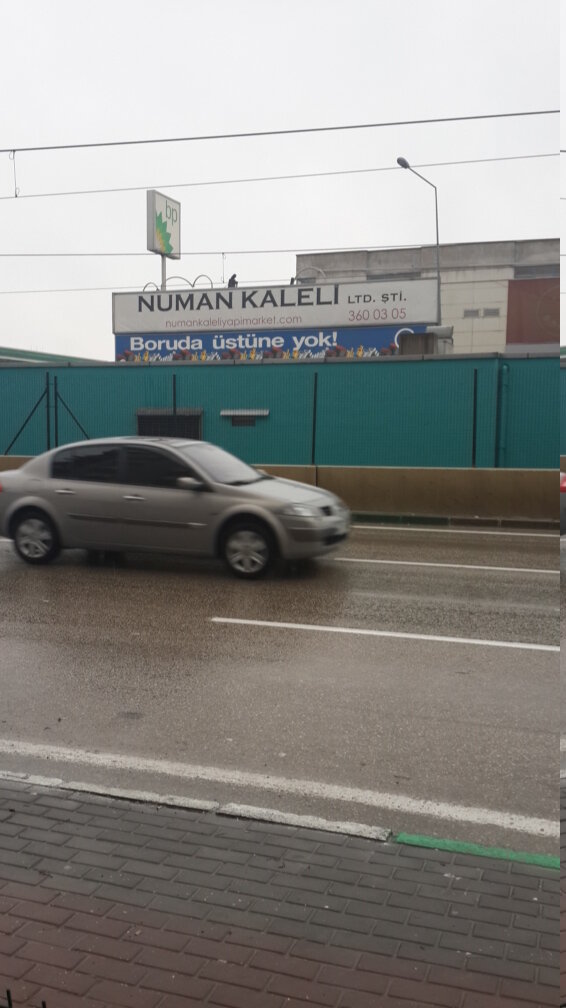 bp
NUMAN KALELI LTD. ŞTİ.
numankaleliyapimarket.com 360 03 05
Boruda üstüne yok!